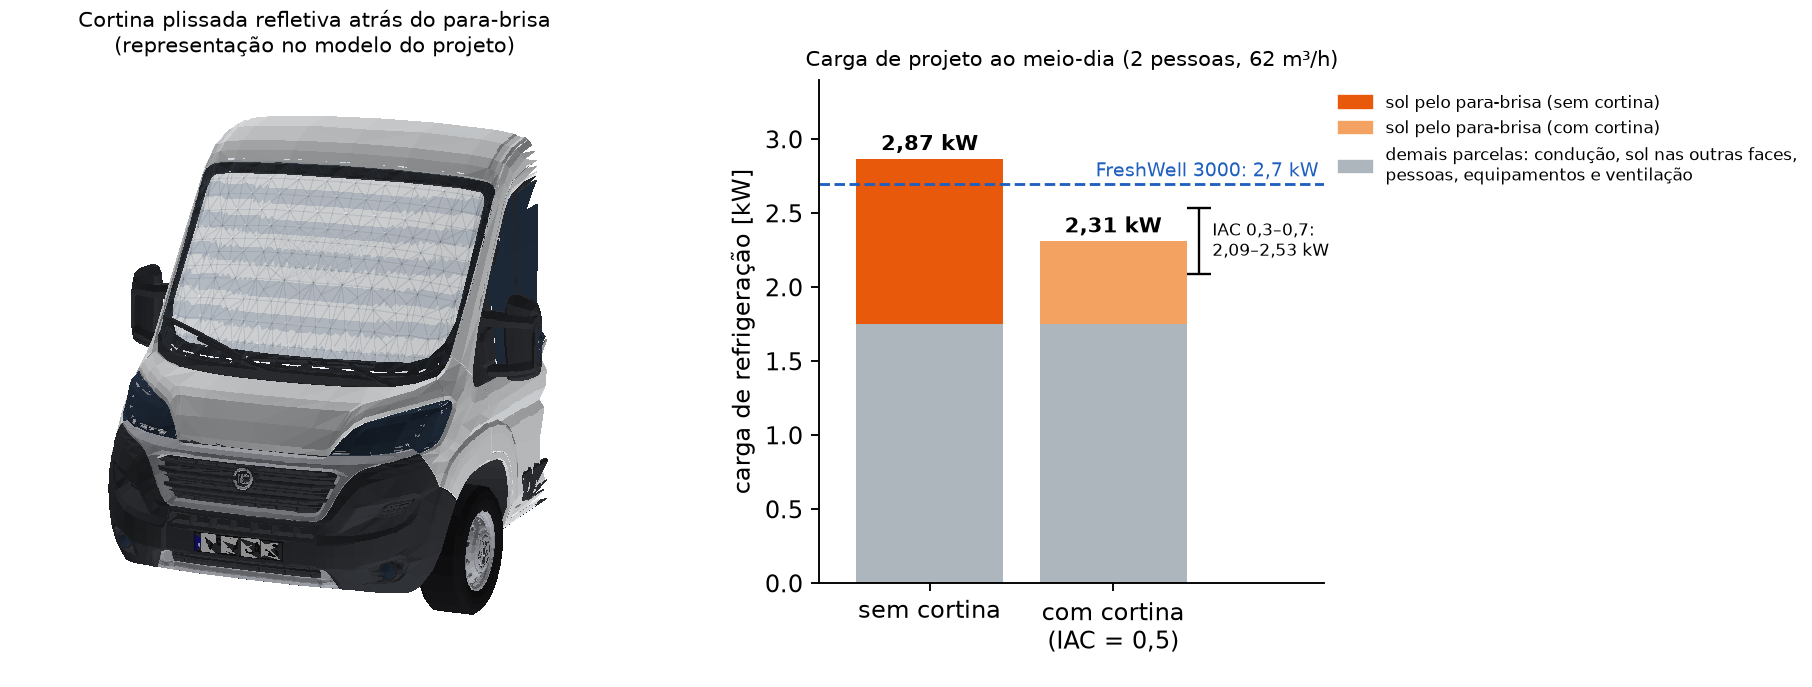 Cortina plissada refletiva atrás do para-brisa
(representação no modelo do projeto)
Carga de projeto ao meio-dia (2 pessoas, 62 m³/h)
carga de refrigeração [kW]
3.0
2.5
2.0
1.5
1.0
0.5
0.0
2,87 kW
FreshWell 3000: 2,7 kW
2,31 kW
IAC 0,3–0,7:
2,09–2,53 kW
sem cortina
com cortina
(IAC = 0,5)
sol pelo para-brisa (sem cortina)
sol pelo para-brisa (com cortina)
demais parcelas: condução, sol nas outras faces,
pessoas, equipamentos e ventilação